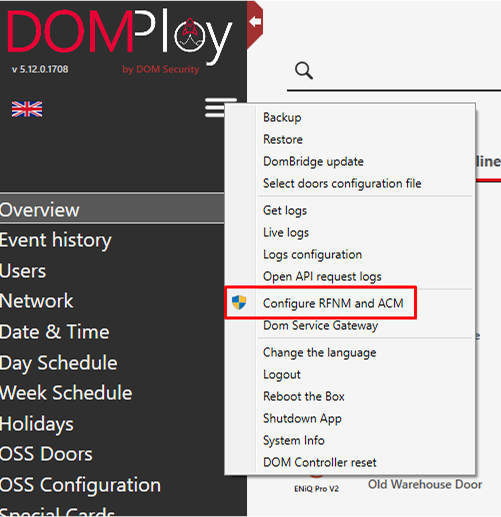 DOMPloy
v 5.12.0.1708
by DOM Security
Backup
Restore
DomBridge update
Select doors configuration file
line
Get logs
Live logs
Logs configuration
Open API request logs
Configure RFNM and ACM
Dom Service Gateway
Change the language
Logout
Reboot the Box
Shutdown App
System Info
DOM Controller reset
Overview
Event history
Users
Network
Date & Time
Day Schedule
Week Schedule
Holidays
OSS Doors
OSS Configuration
Special Cards
ENiQ Pro V2
Old Warehouse Door